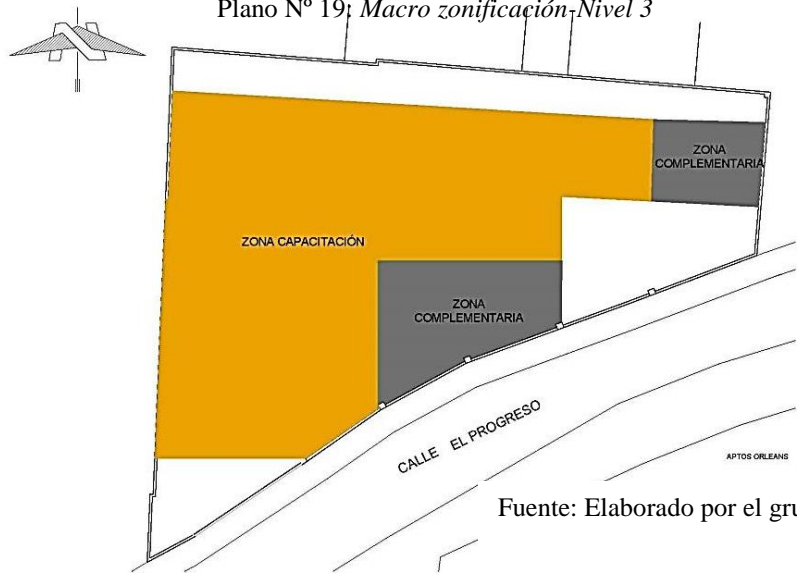 Plano Nº 19: Macro zonificación-Nivel 3
ZONA
COMPLEMENTARIA
ZONA CAPACITACIÓN
ZONA
COMPLEMENTARIA
CALLE EL PROGRESO
APTOS ORLEANS
Fuente: Elaborado por el gru